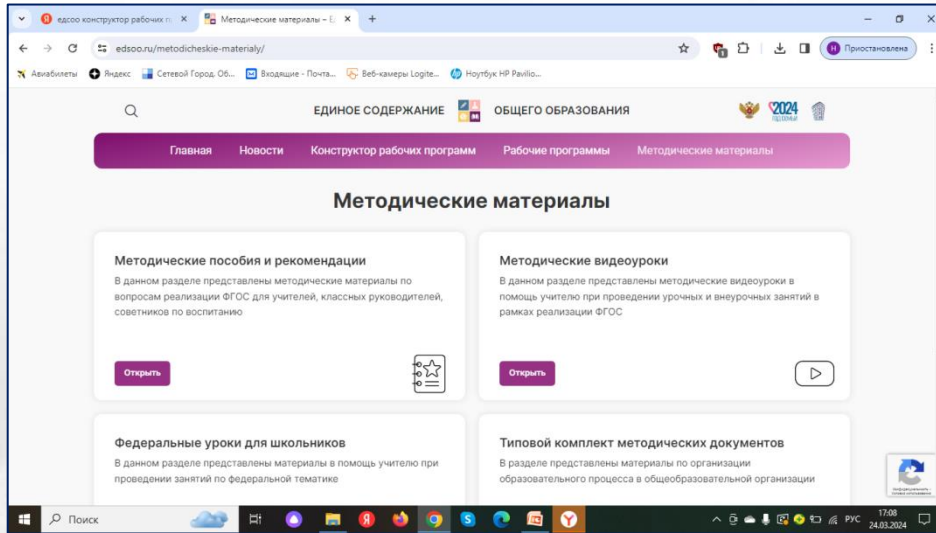 едсоо конструктор рабочих п
Методические материалы – Е
edsoo.ru/metodicheskie-materialy/
Н Приостановлена
Авиабилеты Яндекс Сетевой Город. Об... Входящие - Почта... Веб-камеры Logite... Ноутбук HP Pavilio...
ЕДИНОЕ СОДЕРЖАНИЕ ОБЩЕГО ОБРАЗОВАНИЯ
2024
Главная Новости Конструктор рабочих программ Рабочие программы Методические материалы
Методические материалы
Методические пособия и рекомендации
В данном разделе представлены методические материалы по
вопросам реализации ФГОС для учителей, классных руководителей,
советников по воспитанию
Открыть
Методические видеоуроки
В данном разделе представлены методические видеоуроки в
помощь учителю при проведении урочных и внеурочных занятий в
рамках реализации ФГОС
Открыть
Федеральные уроки для школьников
В данном разделе представлены материалы в помощь учителю при
проведении занятий по федеральной тематике
Типовой комплект методических документов
В разделе представлены материалы по организации
образовательного процесса в общеобразовательной организации
Поиск
РУС
17:08
24.03.2024